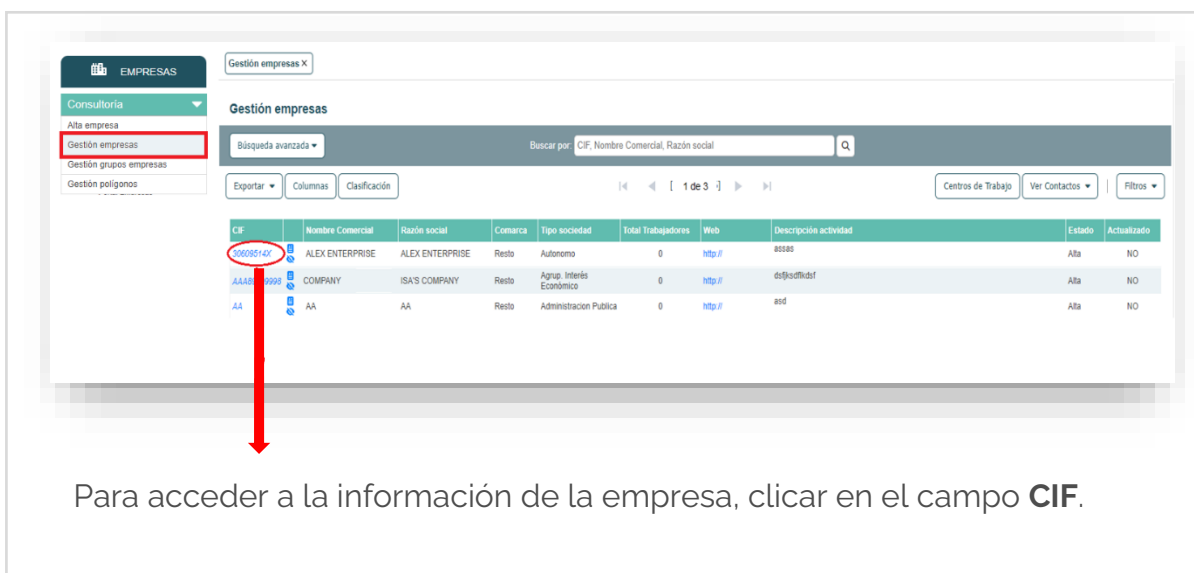 EMPRESAS
Gestión empresas X
Consultoría
Alta empresa
Gestión empresas
Gestión grupos empresas
Gestión polígonos
Gestión empresas
Búsqueda avanzada
Buscar por: CIF, Nombre Comercial, Razón social
Exportar Columnas Clasificación [ 1 de 3 ] Centros de Trabajo Ver Contactos | Filtros
CIF Nombre Comercial Razón social Comarca Tipo sociedad Total Trabajadores Web Descripción actividad Estado Actualizado
30609514X ALEX ENTERPRISE ALEX ENTERPRISE Resto Autonomo 0 http:// assas Alta NO
COMPANY ISA'S COMPANY Resto Agrup. Interés Económico 0 http:// dsfjksdflkdsf Alta NO
AA AA AA Resto Administracion Publica 0 http:// asd Alta NO
Para acceder a la información de la empresa, clicar en el campo CIF.